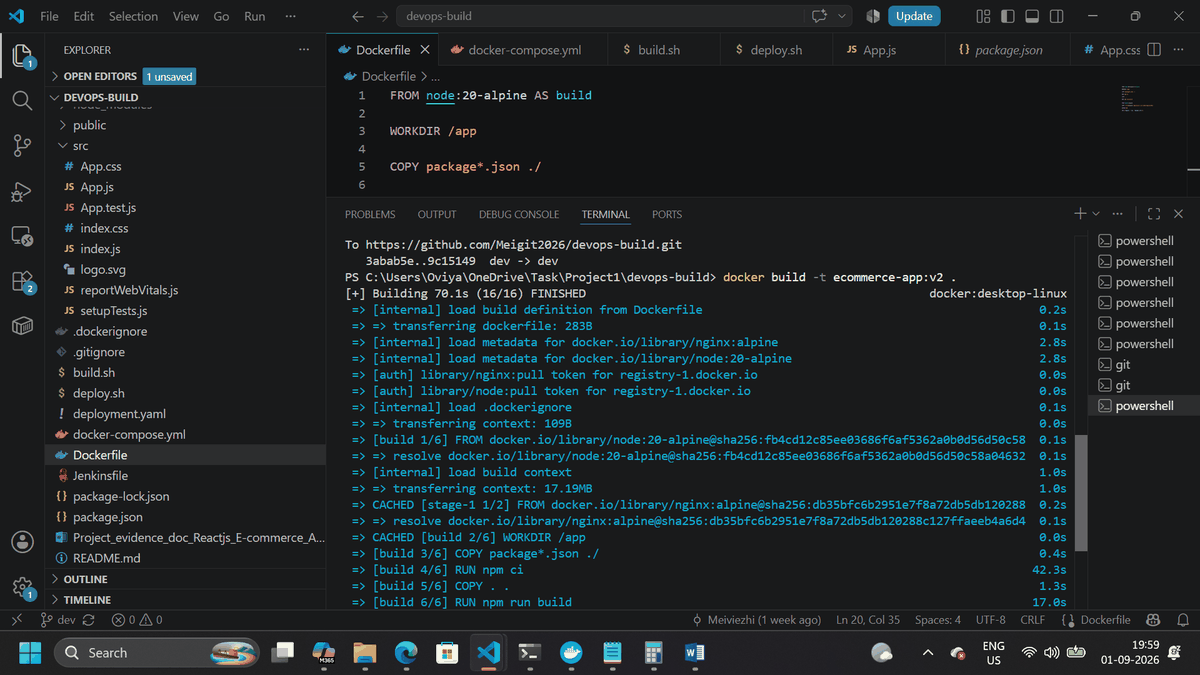 File Edit Selection View Go Run ··· devops-build Update
EXPLORER ···
OPEN EDITORS 1 unsaved
DEVOPS-BUILD
node_modules
public
src
# App.css
JS App.js
JS App.test.js
# index.css
JS index.js
logo.svg
JS reportWebVitals.js
JS setupTests.js
.dockerignore
.gitignore
$ build.sh
$ deploy.sh
! deployment.yaml
docker-compose.yml
Dockerfile
Jenkinsfile
{} package-lock.json
{} package.json
Project_evidence_doc_Reactjs_E-commerce_A...
README.md
OUTLINE
TIMELINE
1
2
1
Dockerfile docker-compose.yml $ build.sh $ deploy.sh JS App.js {} package.json # App.css ···
Dockerfile > ...
1 FROM node:20-alpine AS build
2
3 WORKDIR /app
4
5 COPY package*.json ./
6
PROBLEMS OUTPUT DEBUG CONSOLE TERMINAL PORTS
To https://github.com/Meigit2026/devops-build.git
3abab5e..9c15149 dev -> dev
PS C:\Users\Oviya\OneDrive\Task\Project1\devops-build> docker build -t ecommerce-app:v2 .
[+] Building 70.1s (16/16) FINISHED docker:desktop-linux
=> [internal] load build definition from Dockerfile 0.2s
=> => transferring dockerfile: 283B 0.1s
=> [internal] load metadata for docker.io/library/nginx:alpine 2.8s
=> [internal] load metadata for docker.io/library/node:20-alpine 2.8s
=> [auth] library/nginx:pull token for registry-1.docker.io 0.0s
=> [auth] library/node:pull token for registry-1.docker.io 0.0s
=> [internal] load .dockerignore 0.1s
=> => transferring context: 109B 0.0s
=> [build 1/6] FROM docker.io/library/node:20-alpine@sha256:fb4cd12c85ee03686f6af5362a0b0d56d50c58 0.1s
=> => resolve docker.io/library/node:20-alpine@sha256:fb4cd12c85ee03686f6af5362a0b0d56d50c58a04632 0.1s
=> [internal] load build context 1.0s
=> => transferring context: 17.19MB 1.0s
=> CACHED [stage-1 1/2] FROM docker.io/library/nginx:alpine@sha256:db35bfc6b2951e7f8a72db5db120288 0.2s
=> => resolve docker.io/library/nginx:alpine@sha256:db35bfc6b2951e7f8a72db5db120288c127ffaeeb4a6d4 0.1s
=> CACHED [build 2/6] WORKDIR /app 0.0s
=> [build 3/6] COPY package*.json ./ 0.4s
=> [build 4/6] RUN npm ci 42.3s
=> [build 5/6] COPY . . 1.3s
=> [build 6/6] RUN npm run build 17.0s
powershell
powershell
powershell
powershell
powershell
powershell
git
git
powershell
dev 0 0 Meiviezhi (1 week ago) Ln 20, Col 35 Spaces: 4 UTF-8 CRLF {} Dockerfile
Search
M365
ENG
US
19:59
01-09-2026